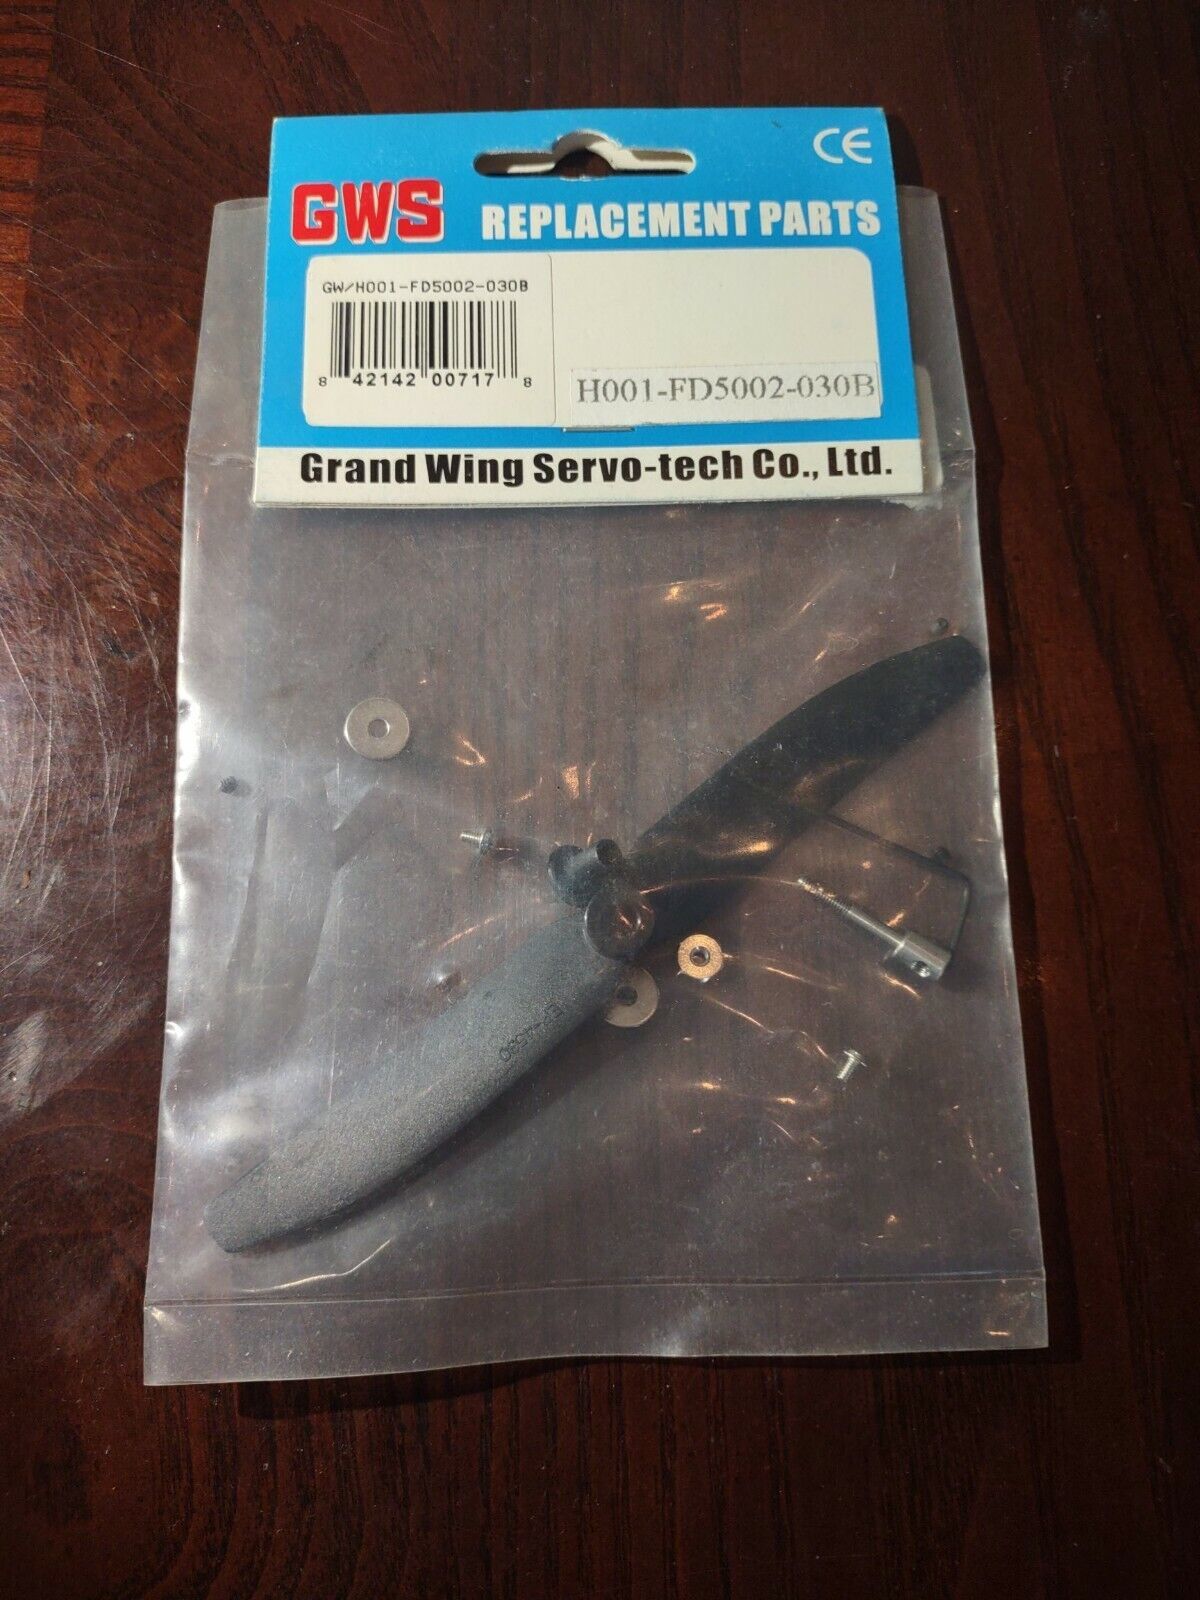 CE
GWS REPLACEMENT PARTS
GW/H001-FD5002-030B
8 42142 00717 8
H001-FD5002-030B
Grand Wing Servo-tech Co., Ltd.